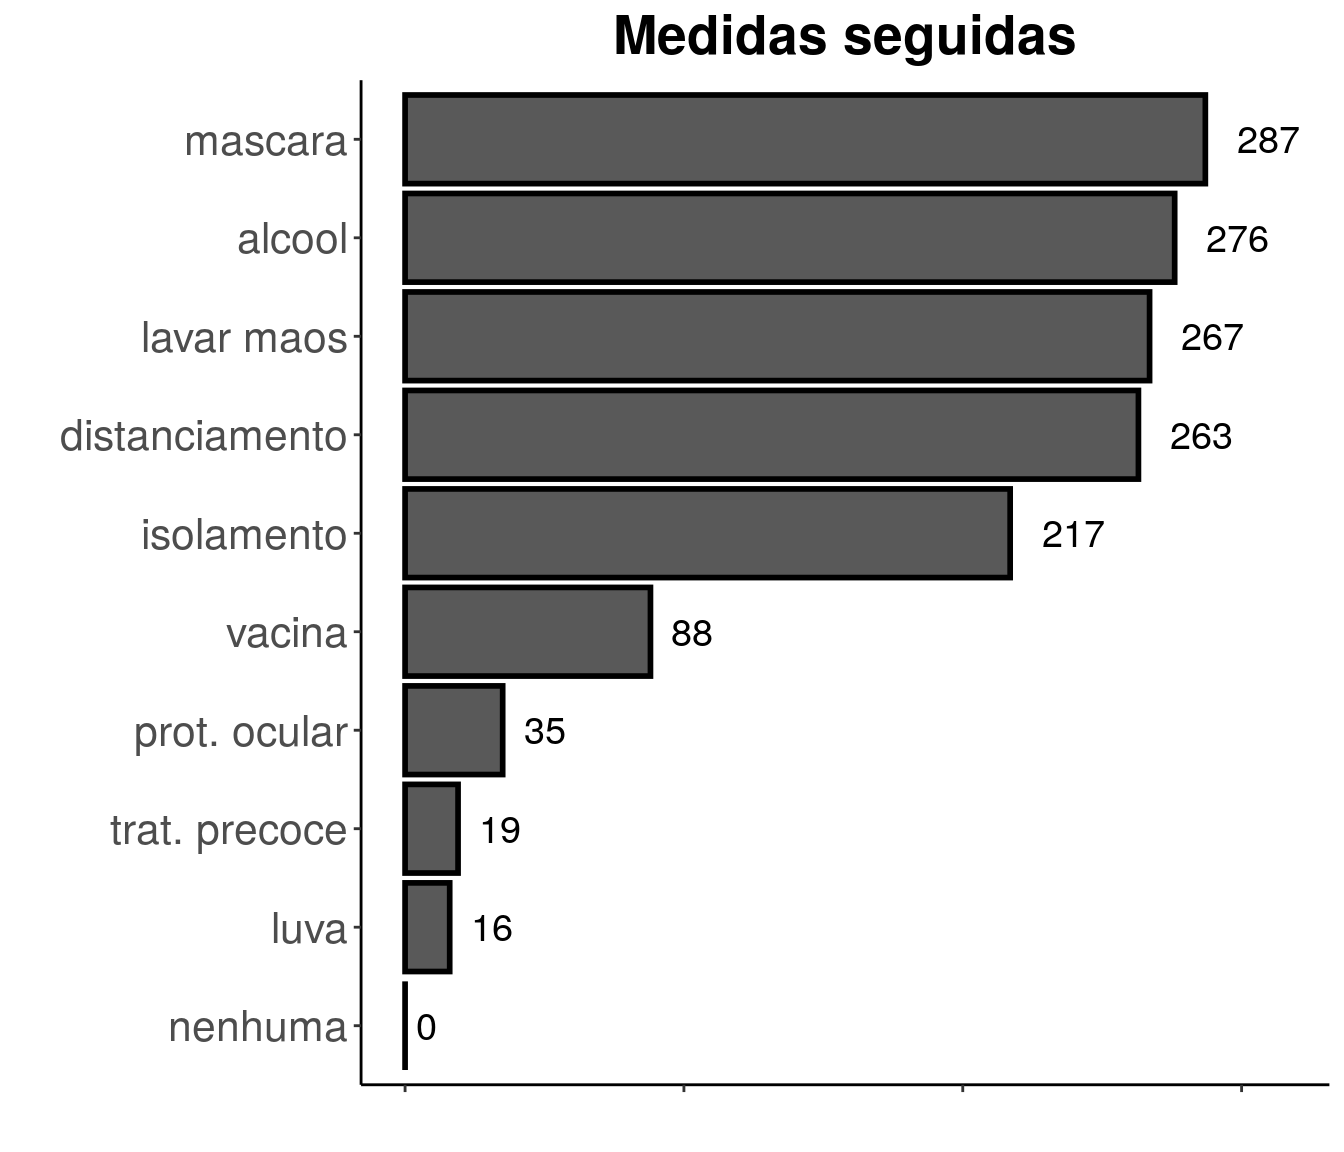 Medidas seguidas
mascara 287
alcool 276
lavar maos 267
distanciamento 263
isolamento 217
vacina 88
prot. ocular 35
trat. precoce 19
luva 16
nenhuma 0